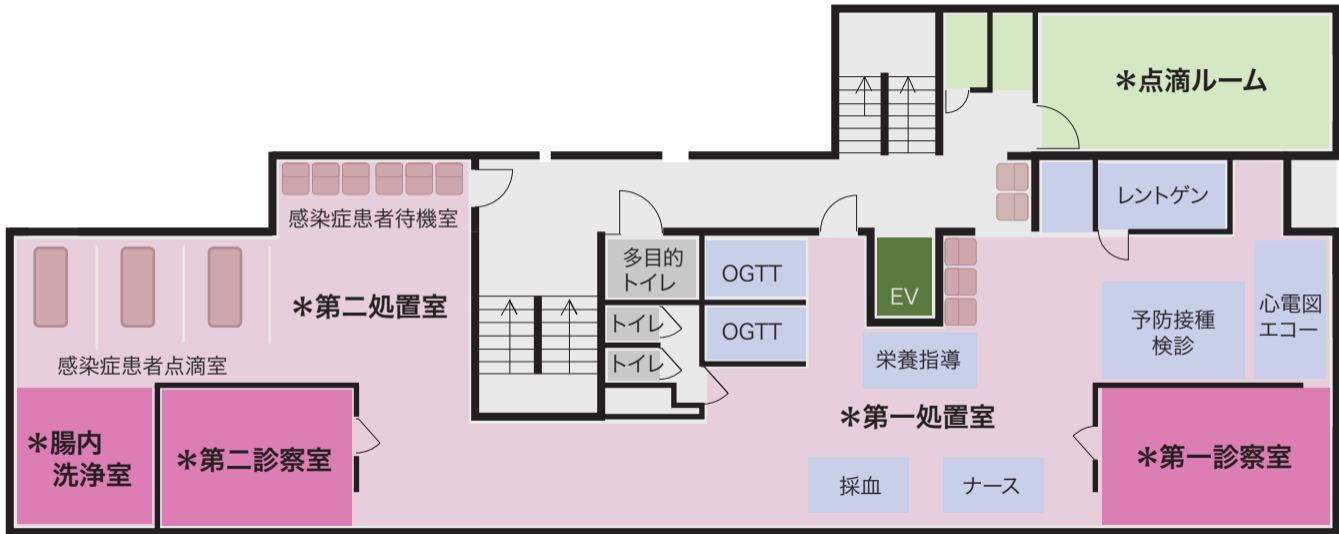 ＊点滴ルーム
レントゲン
感染症患者待機室
多目的
トイレ
OGTT
EV
心電図
エコー
＊第二処置室
予防接種
検診
トイレ
OGTT
栄養指導
感染症患者点滴室
トイレ
＊第一処置室
＊腸内
洗浄室
＊第二診察室
＊第一診察室
採血
ナース